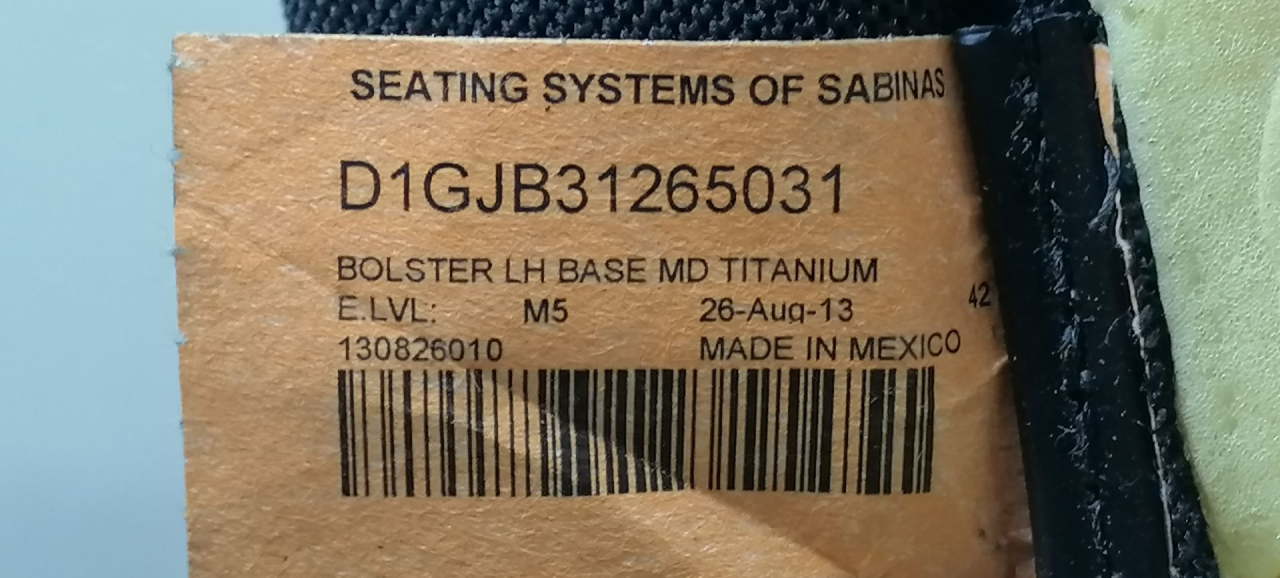 SEATING SYSTEMS OF SABINAS
D1GJB31265031
BOLSTER LH BASE MD TITANIUM
E.LVL: M5 26-Aug-13 42
130826010 MADE IN MEXICO